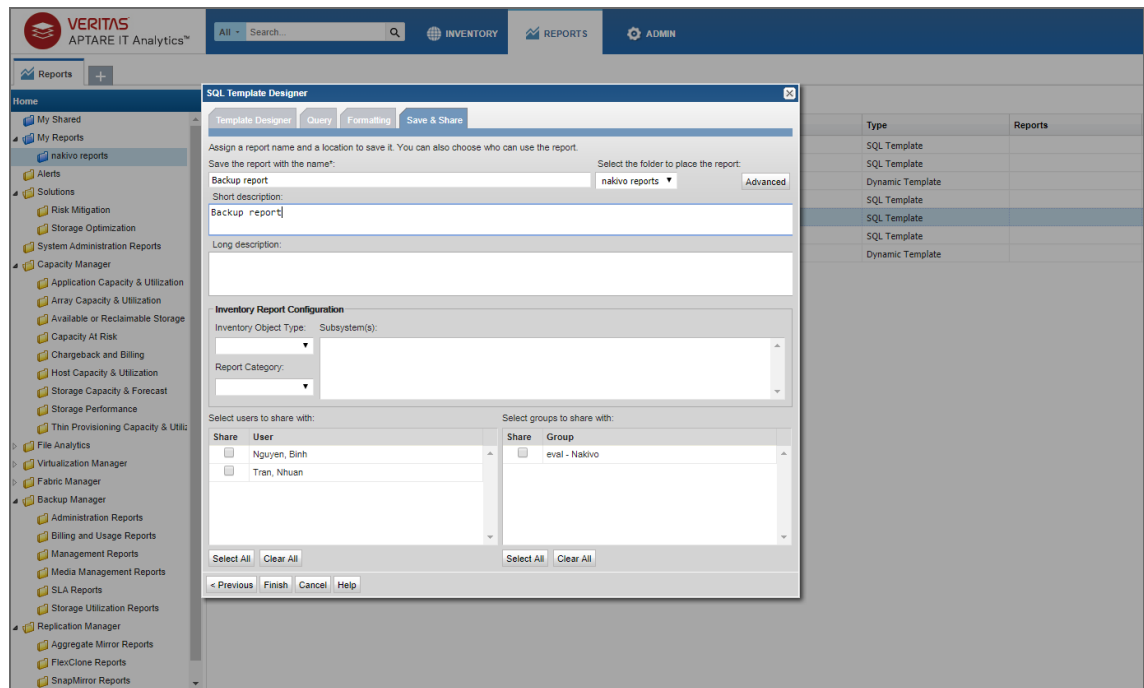 VERITAS
APTARE IT Analytics™
All Search... INVENTORY REPORTS ADMIN
Reports +
Home
My Shared
My Reports
nakivo reports
Alerts
Solutions
Risk Mitigation
Storage Optimization
System Administration Reports
Capacity Manager
Application Capacity & Utilization
Array Capacity & Utilization
Available or Reclaimable Storage
Capacity At Risk
Chargeback and Billing
Host Capacity & Utilization
Storage Capacity & Forecast
Storage Performance
Thin Provisioning Capacity & Utiliz
File Analytics
Virtualization Manager
Fabric Manager
Backup Manager
Administration Reports
Billing and Usage Reports
Management Reports
Media Management Reports
SLA Reports
Storage Utilization Reports
Replication Manager
Aggregate Mirror Reports
FlexClone Reports
SnapMirror Reports
SQL Template Designer
Template Designer Query Formatting Save & Share
Assign a report name and a location to save it. You can also choose who can use the report.
Save the report with the name*: Select the folder to place the report:
Backup report nakivo reports Advanced
Short description:
Backup report
Long description:
Inventory Report Configuration
Inventory Object Type: Subsystem(s):
Report Category:
Select users to share with: Select groups to share with:
Share User Share Group
Nguyen, Binh eval - Nakivo
Tran, Nhuan
Select All Clear All Select All Clear All
< Previous Finish Cancel Help
Type Reports
SQL Template
SQL Template
Dynamic Template
SQL Template
SQL Template
SQL Template
Dynamic Template